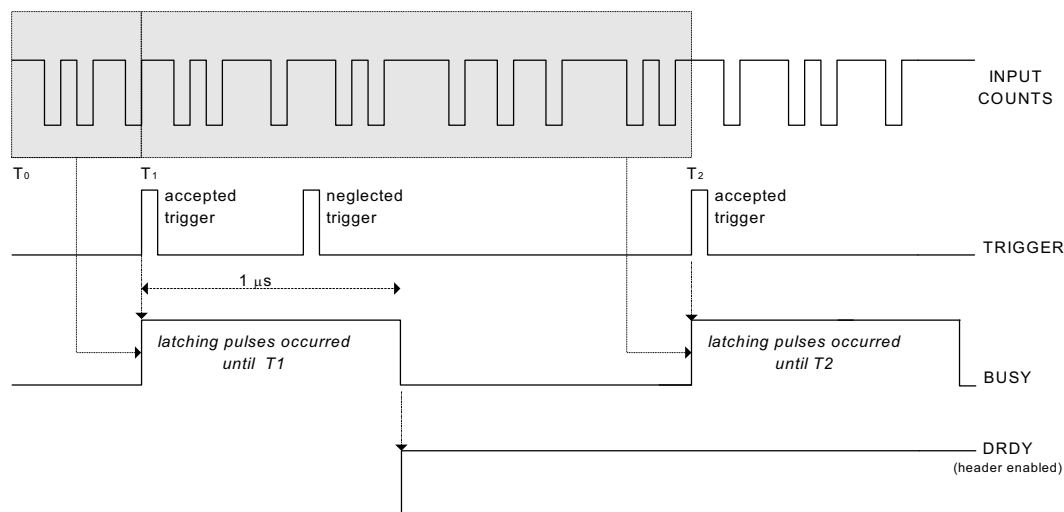 INPUT
COUNTS
T0
T1
T2
accepted
trigger
neglected
trigger
accepted
trigger
TRIGGER
1 μs
latching pulses occurred
until T1
latching pulses occurred
until T2
BUSY
DRDY
(header enabled)